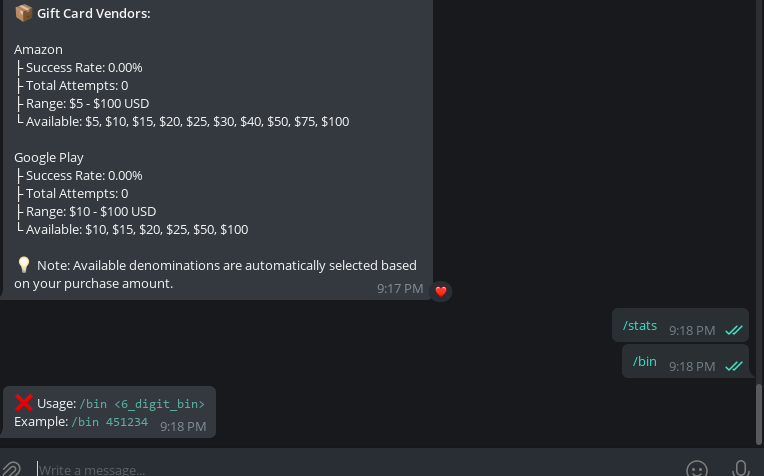 📦 Gift Card Vendors:
Amazon
├ Success Rate: 0.00%
├ Total Attempts: 0
├ Range: $5 - $100 USD
└ Available: $5, $10, $15, $20, $25, $30, $40, $50, $75, $100
Google Play
├ Success Rate: 0.00%
├ Total Attempts: 0
├ Range: $10 - $100 USD
└ Available: $10, $15, $20, $25, $50, $100
💡 Note: Available denominations are automatically selected based
on your purchase amount.
9:17 PM
/stats 9:18 PM
/bin 9:18 PM
❌ Usage: /bin <6_digit_bin>
Example: /bin 451234 9:18 PM
Write a message...